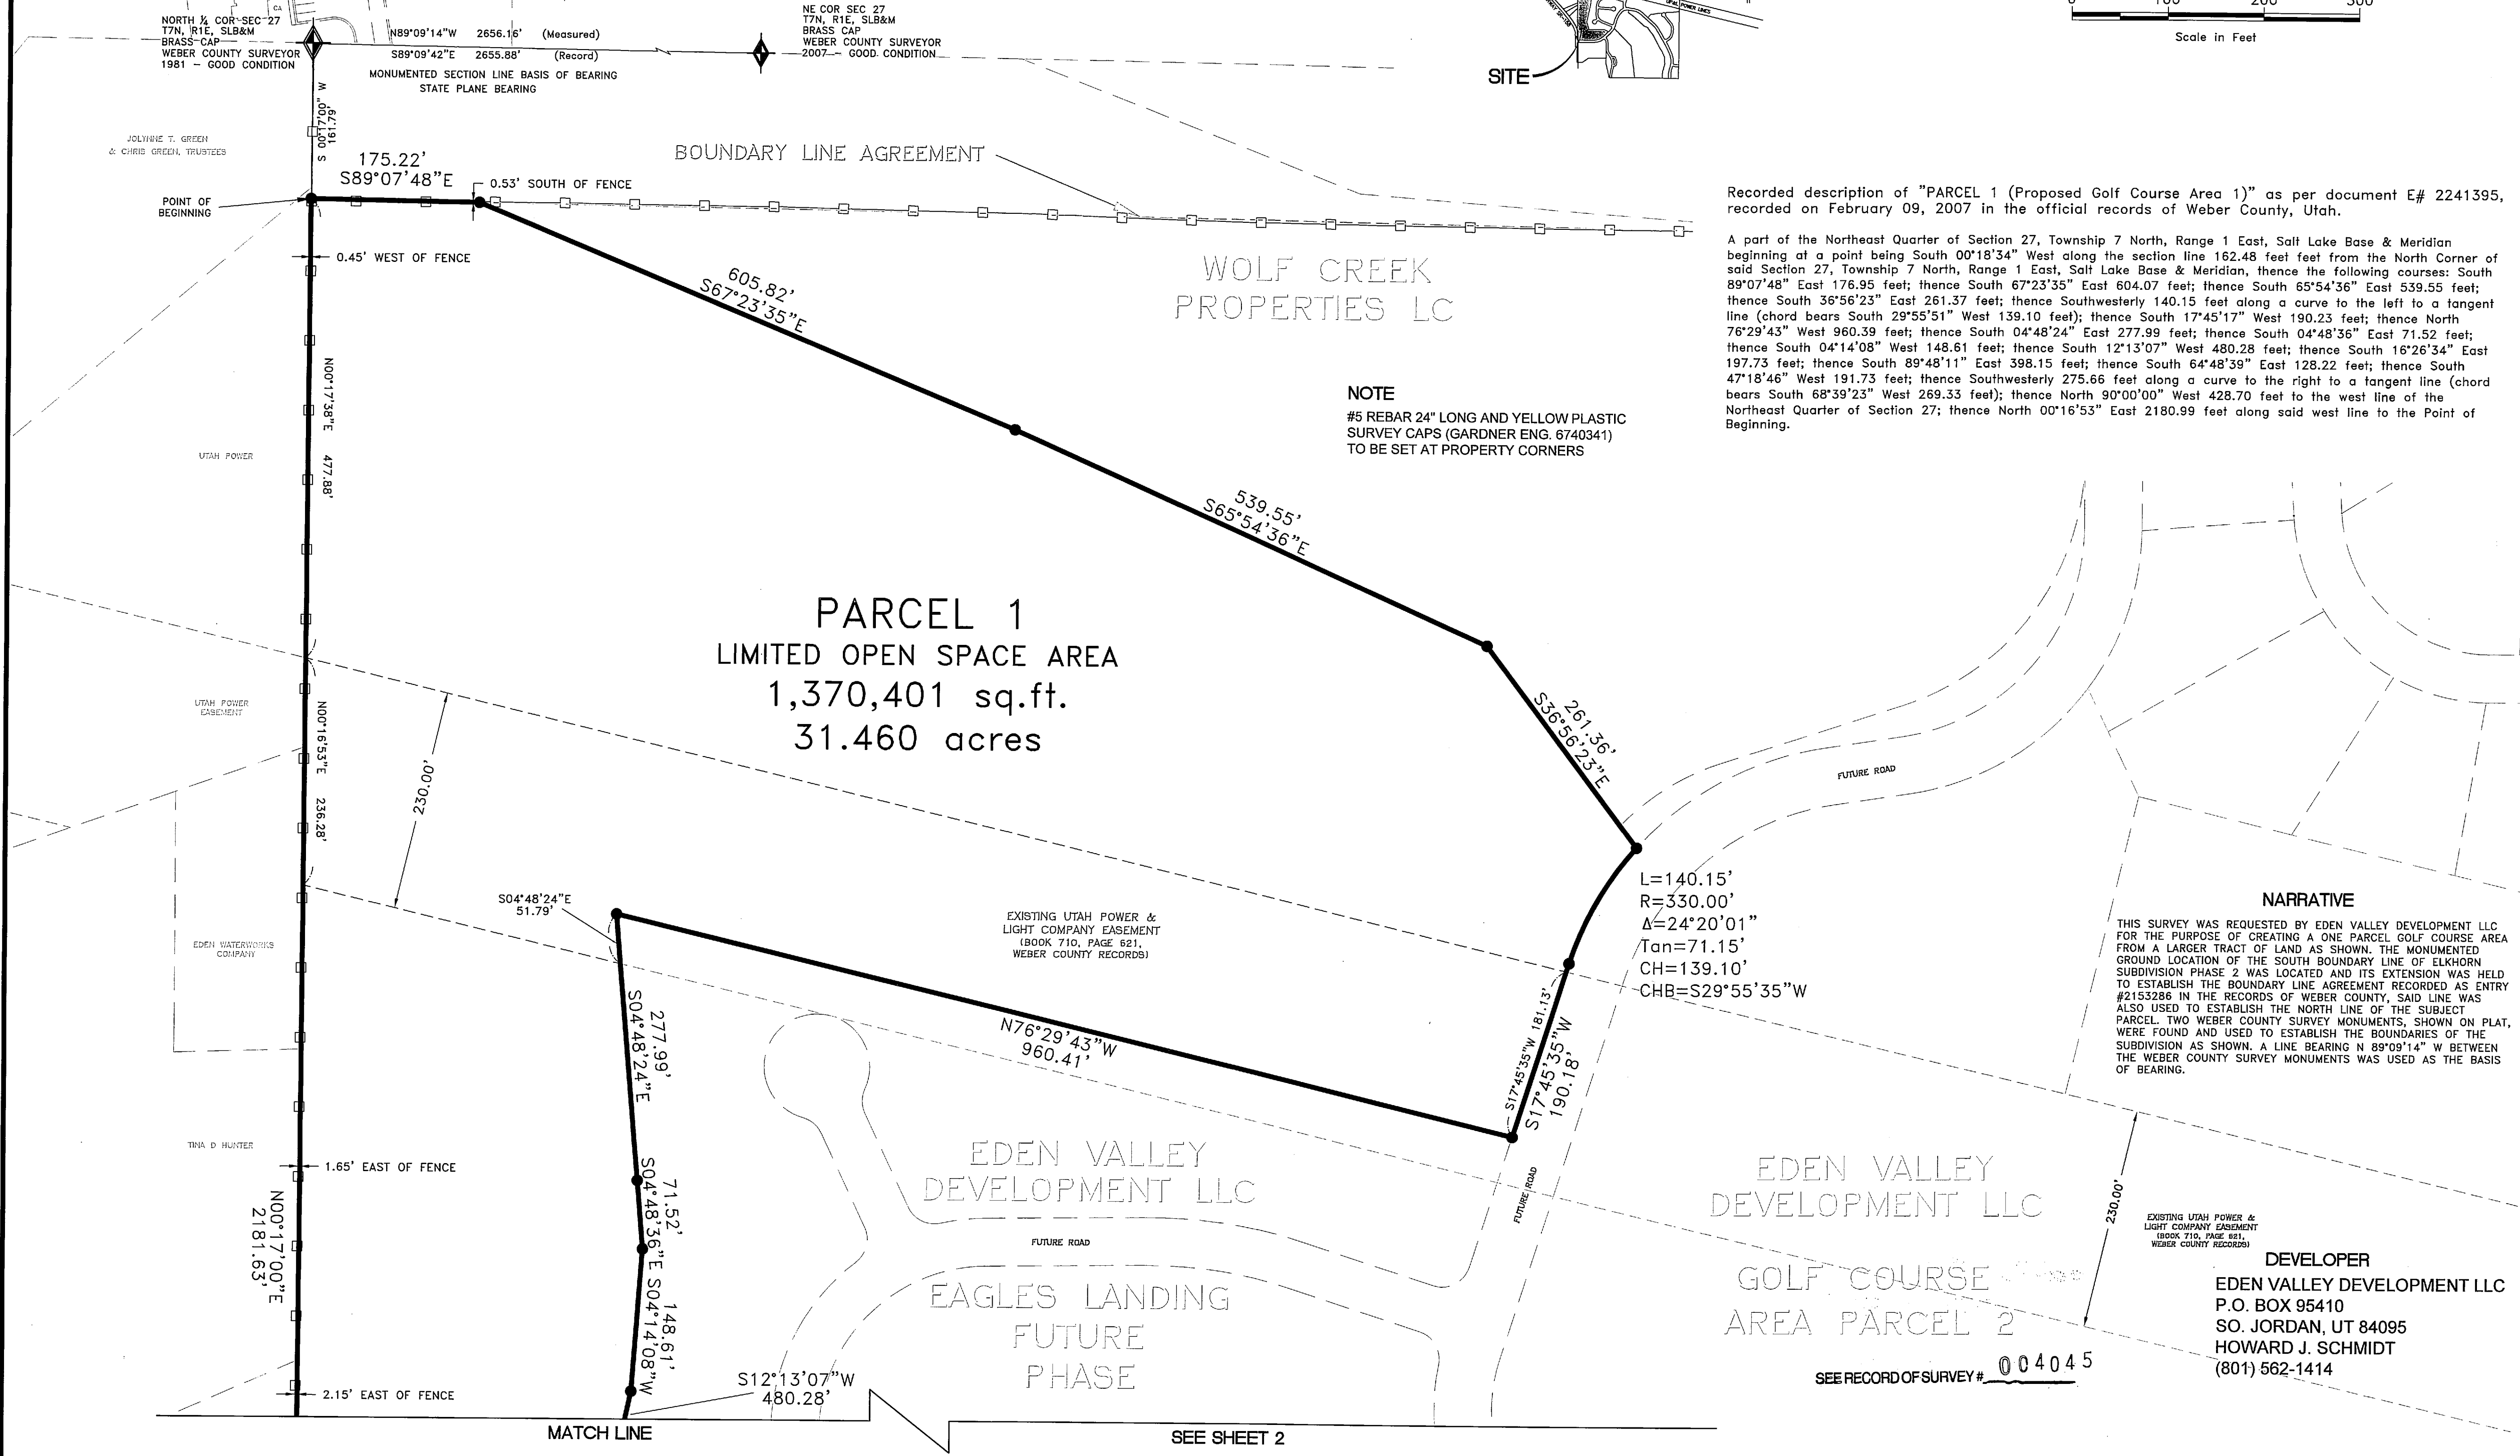 NORTH ¼ COR SEC 27
T7N, R1E, SLB&M
BRASS CAP
WEBER COUNTY SURVEYOR
1981 - GOOD CONDITION
N89°09'14"W 2656.16' (Measured)
S89°09'42"E 2655.88' (Record)
MONUMENTED SECTION LINE BASIS OF BEARING
STATE PLANE BEARING
NE COR SEC 27
T7N, R1E, SLB&M
BRASS CAP
WEBER COUNTY SURVEYOR
2007 - GOOD CONDITION
SITE
0 100 200 300
Scale in Feet
S 00°17'00" W
161.79'
JOLYNNE T. GREEN
& CHRIS GREEN, TRUSTEES
175.22'
S89°07'48"E
0.53' SOUTH OF FENCE
BOUNDARY LINE AGREEMENT
POINT OF
BEGINNING
0.45' WEST OF FENCE
WOLF CREEK
PROPERTIES LC
Recorded description of "PARCEL 1 (Proposed Golf Course Area 1)" as per document E# 2241395,
recorded on February 09, 2007 in the official records of Weber County, Utah.
A part of the Northeast Quarter of Section 27, Township 7 North, Range 1 East, Salt Lake Base & Meridian
beginning at a point being South 00°18'34" West along the section line 162.48 feet feet from the North Corner of
said Section 27, Township 7 North, Range 1 East, Salt Lake Base & Meridian, thence the following courses: South
89°07'48" East 176.95 feet; thence South 67°23'35" East 604.07 feet; thence South 65°54'36" East 539.55 feet;
thence South 36°56'23" East 261.37 feet; thence Southwesterly 140.15 feet along a curve to the left to a tangent
line (chord bears South 29°55'51" West 139.10 feet); thence South 17°45'17" West 190.23 feet; thence North
76°29'43" West 960.39 feet; thence South 04°48'24" East 277.99 feet; thence South 04°48'36" East 71.52 feet;
thence South 04°14'08" West 148.61 feet; thence South 12°13'07" West 480.28 feet; thence South 16°26'34" East
197.73 feet; thence South 89°48'11" East 398.15 feet; thence South 64°48'39" East 128.22 feet; thence South
47°18'46" West 191.73 feet; thence Southwesterly 275.66 feet along a curve to the right to a tangent line (chord
bears South 68°39'23" West 269.33 feet); thence North 90°00'00" West 428.70 feet to the west line of the
Northeast Quarter of Section 27; thence North 00°16'53" East 2180.99 feet along said west line to the Point of
Beginning.
605.82'
S67°23'35"E
NOTE
#5 REBAR 24" LONG AND YELLOW PLASTIC
SURVEY CAPS (GARDNER ENG. 6740341)
TO BE SET AT PROPERTY CORNERS
N00°17'38"E 477.88'
UTAH POWER
539.55'
S65°54'36"E
PARCEL 1
LIMITED OPEN SPACE AREA
1,370,401 sq.ft.
31.460 acres
UTAH POWER
EASEMENT
N00°16'53"E 236.28'
230.00'
261.36'
S36°56'23"E
FUTURE ROAD
S04°48'24"E
51.79'
EXISTING UTAH POWER &
LIGHT COMPANY EASEMENT
(BOOK 710, PAGE 621,
WEBER COUNTY RECORDS)
L=140.15'
R=330.00'
Δ=24°20'01"
Tan=71.15'
CH=139.10'
CHB=S29°55'35"W
NARRATIVE
THIS SURVEY WAS REQUESTED BY EDEN VALLEY DEVELOPMENT LLC
FOR THE PURPOSE OF CREATING A ONE PARCEL GOLF COURSE AREA
FROM A LARGER TRACT OF LAND AS SHOWN. THE MONUMENTED
GROUND LOCATION OF THE SOUTH BOUNDARY LINE OF ELKHORN
SUBDIVISION PHASE 2 WAS LOCATED AND ITS EXTENSION WAS HELD
TO ESTABLISH THE BOUNDARY LINE AGREEMENT RECORDED AS ENTRY
#2153286 IN THE RECORDS OF WEBER COUNTY, SAID LINE WAS
ALSO USED TO ESTABLISH THE NORTH LINE OF THE SUBJECT
PARCEL. TWO WEBER COUNTY SURVEY MONUMENTS, SHOWN ON PLAT,
WERE FOUND AND USED TO ESTABLISH THE BOUNDARIES OF THE
SUBDIVISION AS SHOWN. A LINE BEARING N 89°09'14" W BETWEEN
THE WEBER COUNTY SURVEY MONUMENTS WAS USED AS THE BASIS
OF BEARING.
EDEN WATERWORKS
COMPANY
277.99'
S04°48'24"E
N76°29'43"W
960.41'
S17°45'35"W 181.13'
S17°45'35"W
190.18'
TINA D HUNTER
1.65' EAST OF FENCE
71.52'
S04°48'36"E
EDEN VALLEY
DEVELOPMENT LLC
FUTURE ROAD
EDEN VALLEY
DEVELOPMENT LLC
230.00'
EXISTING UTAH POWER &
LIGHT COMPANY EASEMENT
(BOOK 710, PAGE 621,
WEBER COUNTY RECORDS)
N00°17'00"E
2181.63'
FUTURE ROAD
148.61'
S04°14'08"W
EAGLES LANDING
FUTURE
PHASE
GOLF COURSE
AREA PARCEL 2
DEVELOPER
EDEN VALLEY DEVELOPMENT LLC
P.O. BOX 95410
SO. JORDAN, UT 84095
HOWARD J. SCHMIDT
(801) 562-1414
SEE RECORD OF SURVEY # 004045
2.15' EAST OF FENCE
S12°13'07"W
480.28'
MATCH LINE
SEE SHEET 2